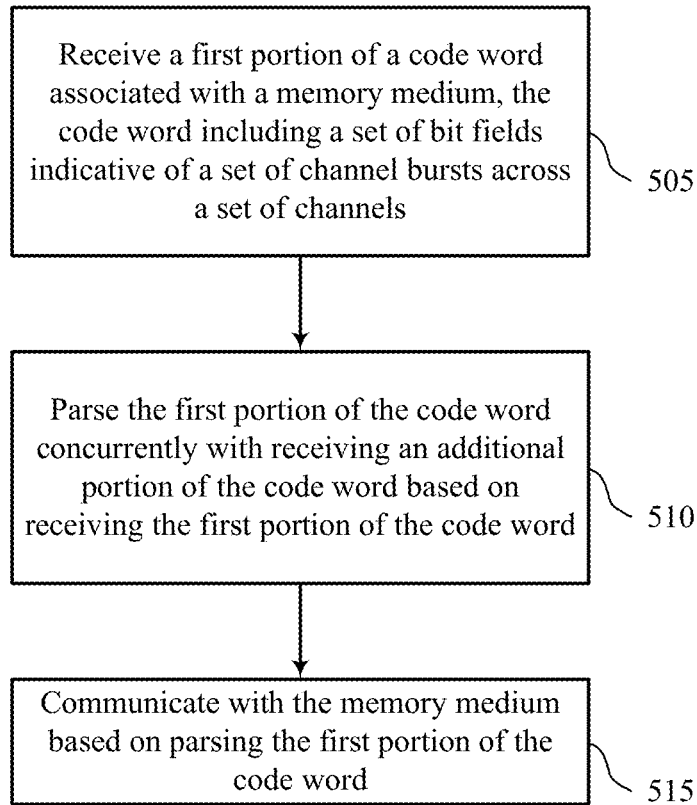 Receive a first portion of a code word
associated with a memory medium, the
code word including a set of bit fields
indicative of a set of channel bursts across
a set of channels
505
Parse the first portion of the code word
concurrently with receiving an additional
portion of the code word based on
receiving the first portion of the code word
510
Communicate with the memory medium
based on parsing the first portion of the
code word
515